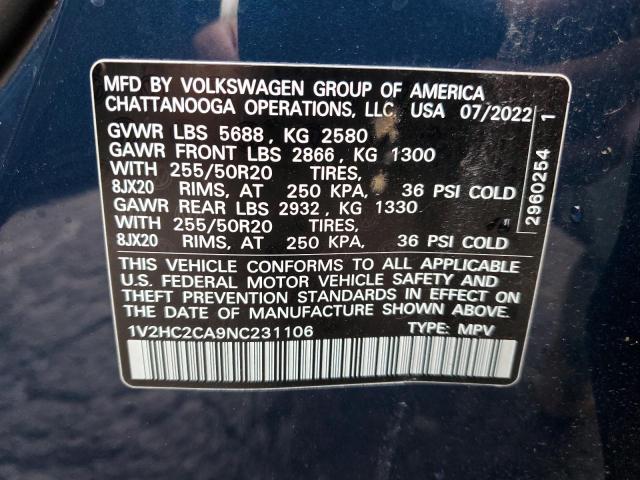 MFD BY VOLKSWAGEN GROUP OF AMERICA
CHATTANOOGA OPERATIONS, LLC, USA 07/2022
GVWR LBS 5688, KG 2580
GAWR FRONT LBS 2866, KG 1300
WITH 255/50R20 TIRES,
8JX20 RIMS, AT 250 KPA, 36 PSI COLD
GAWR REAR LBS 2932, KG 1330
WITH 255/50R20 TIRES,
8JX20 RIMS, AT 250 KPA, 36 PSI COLD
THIS VEHICLE CONFORMS TO ALL APPLICABLE
U.S. FEDERAL MOTOR VEHICLE SAFETY AND
THEFT PREVENTION STANDARDS IN EFFECT ON
THE DATE OF MANUFACTURE SHOWN ABOVE.
1V2HC2CA9NC231106 TYPE: MPV
2960254 1